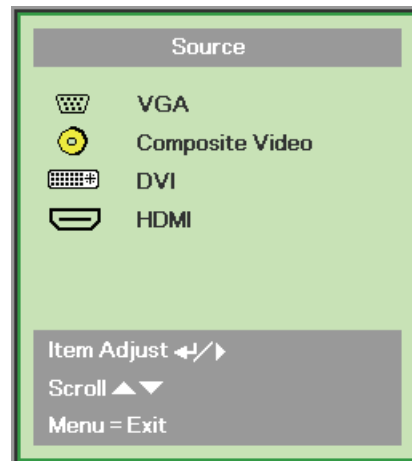 Source
VGA
Composite Video
DVI
HDMI
Item Adjust ↵/▶
Scroll ▲▼
Menu = Exit